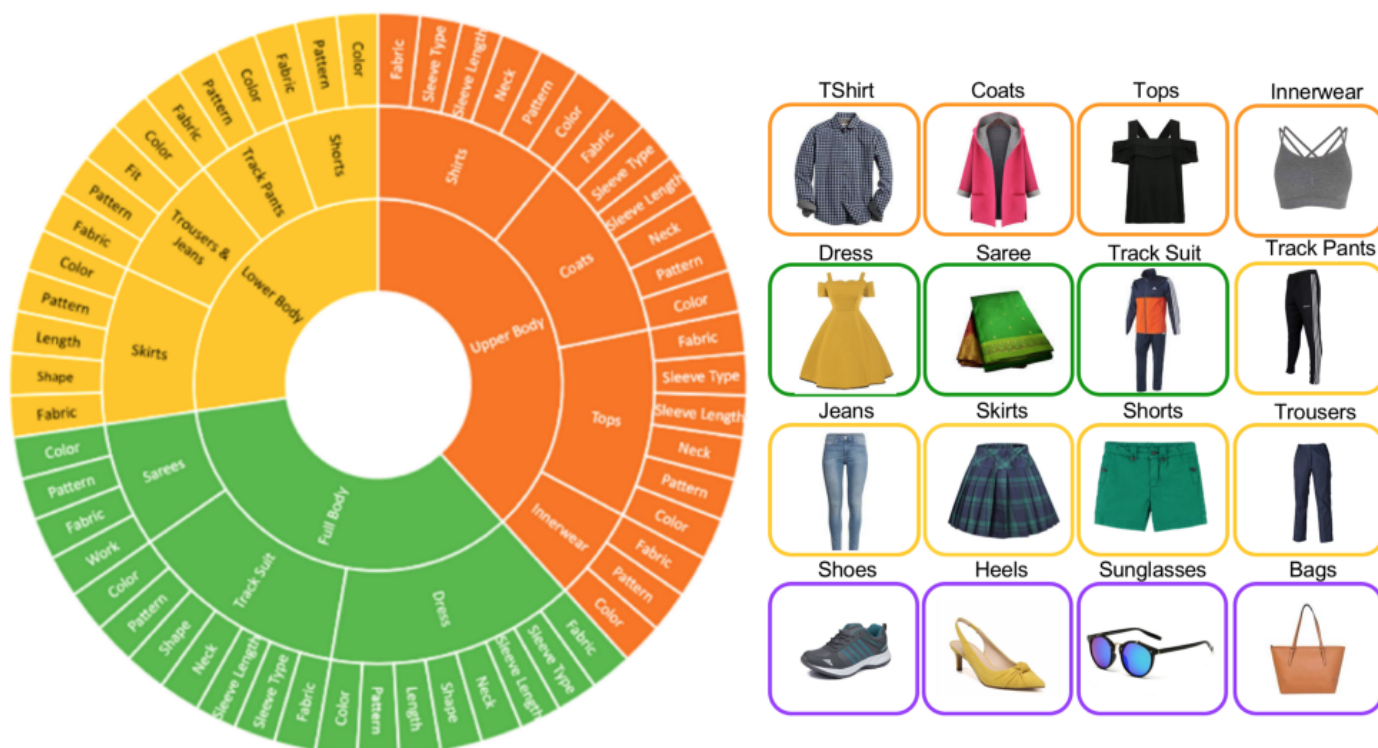 Upper Body
Shirts
Fabric
Sleeve Type
Sleeve Length
Neck
Pattern
Color
Coats
Fabric
Sleeve Type
Sleeve Length
Neck
Pattern
Color
Tops
Fabric
Sleeve Type
Sleeve Length
Neck
Pattern
Color
Innerwear
Fabric
Pattern
Color
Full Body
Dress
Fabric
Sleeve Type
Sleeve Length
Neck
Shape
Length
Pattern
Color
Track Suit
Fabric
Sleeve Type
Sleeve Length
Neck
Shape
Pattern
Color
Sarees
Work
Fabric
Pattern
Color
Lower Body
Skirts
Fabric
Shape
Length
Pattern
Color
Trousers &
Jeans
Fabric
Pattern
Fit
Color
Track Pants
Fabric
Pattern
Color
Shorts
Fabric
Pattern
Color
TShirt Coats Tops Innerwear
Dress Saree Track Suit Track Pants
Jeans Skirts Shorts Trousers
Shoes Heels Sunglasses Bags